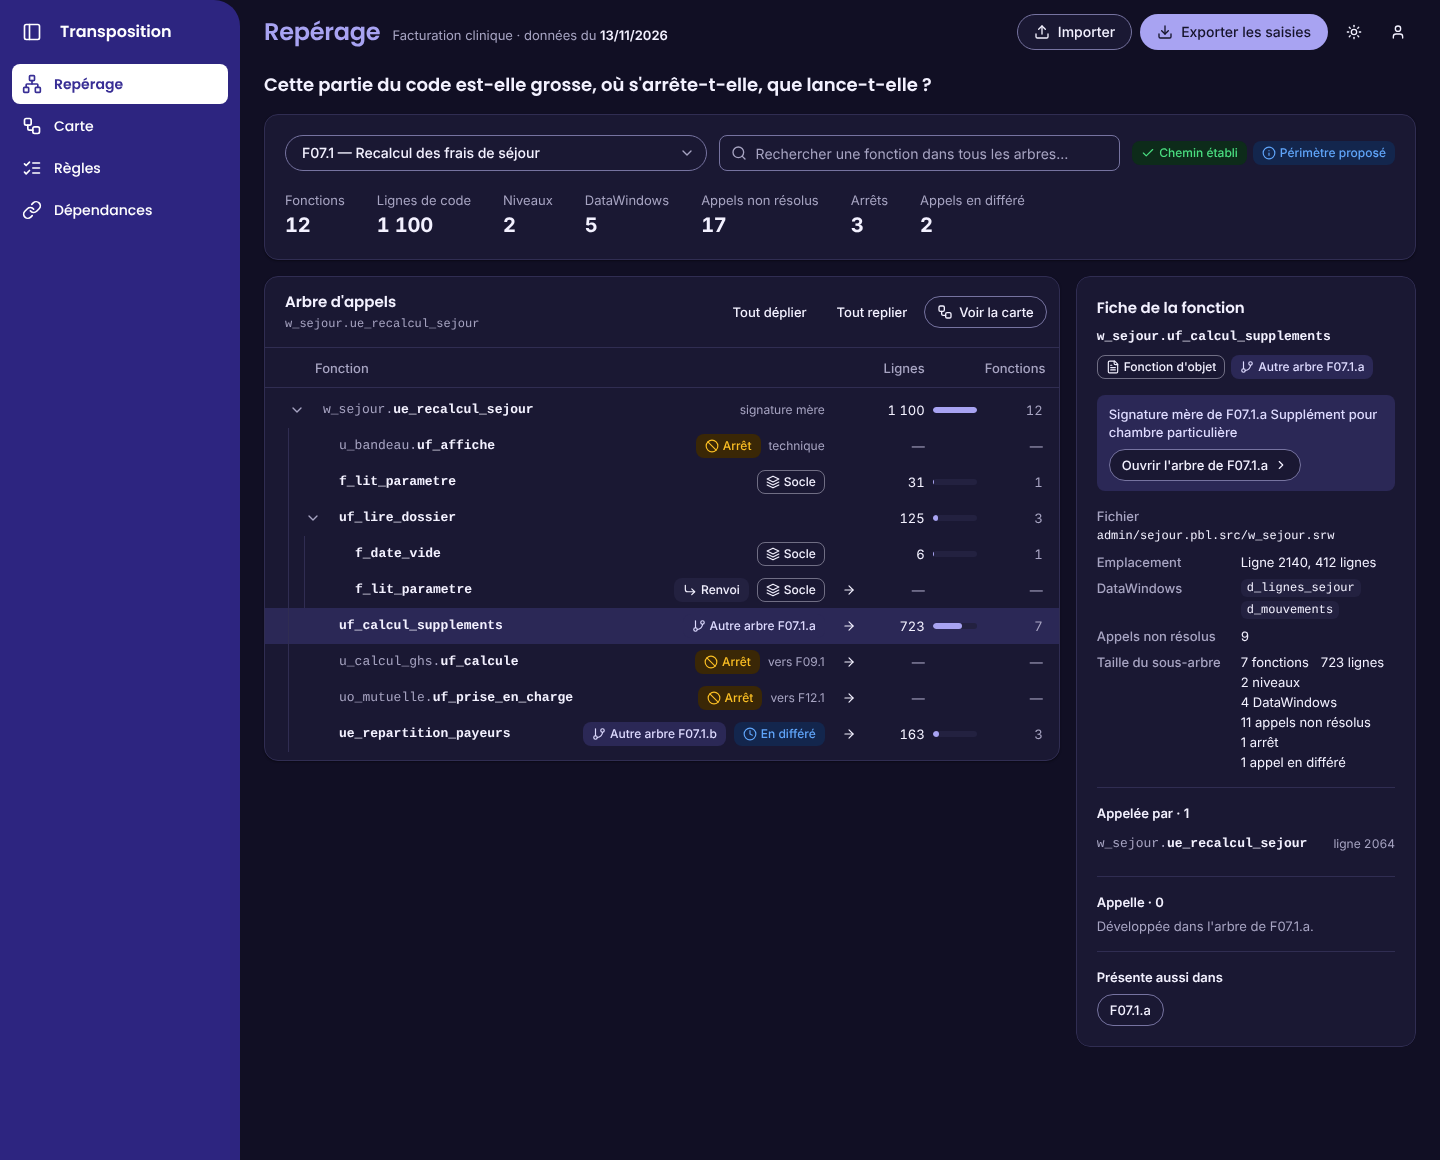 Transposition
Repérage
Carte
Règles
Dépendances
Repérage
Facturation clinique · données du 13/11/2026
Importer
Exporter les saisies
Cette partie du code est-elle grosse, où s'arrête-t-elle, que lance-t-elle ?
F07.1 — Recalcul des frais de séjour
Rechercher une fonction dans tous les arbres...
Chemin établi
Périmètre proposé
Fonctions
12
Lignes de code
1 100
Niveaux
2
DataWindows
5
Appels non résolus
17
Arrêts
3
Appels en différé
2
Arbre d'appels
w_sejour.ue_recalcul_sejour
Tout déplier
Tout replier
Voir la carte
Fonction Lignes Fonctions
w_sejour.ue_recalcul_sejour signature mère 1 100 12
u_bandeau.uf_affiche Arrêt technique — —
f_lit_parametre Socle 31 1
uf_lire_dossier 125 3
f_date_vide Socle 6 1
f_lit_parametre Renvoi Socle → — —
uf_calcul_supplements Autre arbre F07.1.a → 723 7
u_calcul_ghs.uf_calcule Arrêt vers F09.1 → — —
uo_mutuelle.uf_prise_en_charge Arrêt vers F12.1 → — —
ue_repartition_payeurs Autre arbre F07.1.b En différé → 163 3
Fiche de la fonction
w_sejour.uf_calcul_supplements
Fonction d'objet
Autre arbre F07.1.a
Signature mère de F07.1.a Supplément pour
chambre particulière
Ouvrir l'arbre de F07.1.a
Fichier
admin/sejour.pbl.src/w_sejour.srw
Emplacement Ligne 2140, 412 lignes
DataWindows d_lignes_sejour
d_mouvements
Appels non résolus 9
Taille du sous-arbre 7 fonctions 723 lignes
2 niveaux
4 DataWindows
11 appels non résolus
1 arrêt
1 appel en différé
Appelée par · 1
w_sejour.ue_recalcul_sejour ligne 2064
Appelle · 0
Développée dans l'arbre de F07.1.a.
Présente aussi dans
F07.1.a